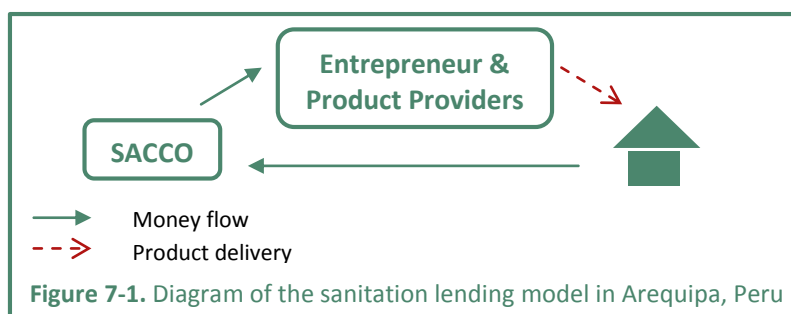 Entrepreneur &
Product Providers
SACCO
Money flow
Product delivery
Figure 7-1. Diagram of the sanitation lending model in Arequipa, Peru